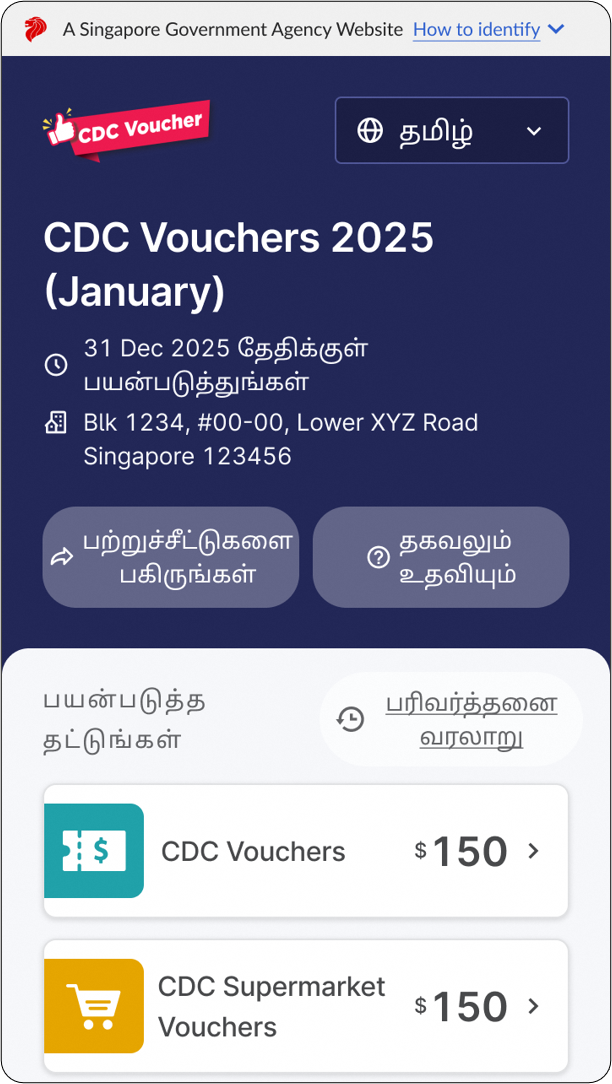 A Singapore Government Agency Website How to identify
CDC Voucher
தமிழ்
CDC Vouchers 2025
(January)
31 Dec 2025 தேதிக்குள்
பயன்படுத்துங்கள்
Blk 1234, #00-00, Lower XYZ Road
Singapore 123456
பற்றுச்சீட்டுகளை
பகிருங்கள்
தகவலும்
உதவியும்
பயன்படுத்த
தட்டுங்கள்
பரிவர்த்தனை
வரலாறு
$
CDC Vouchers
$150
CDC Supermarket
Vouchers
$150